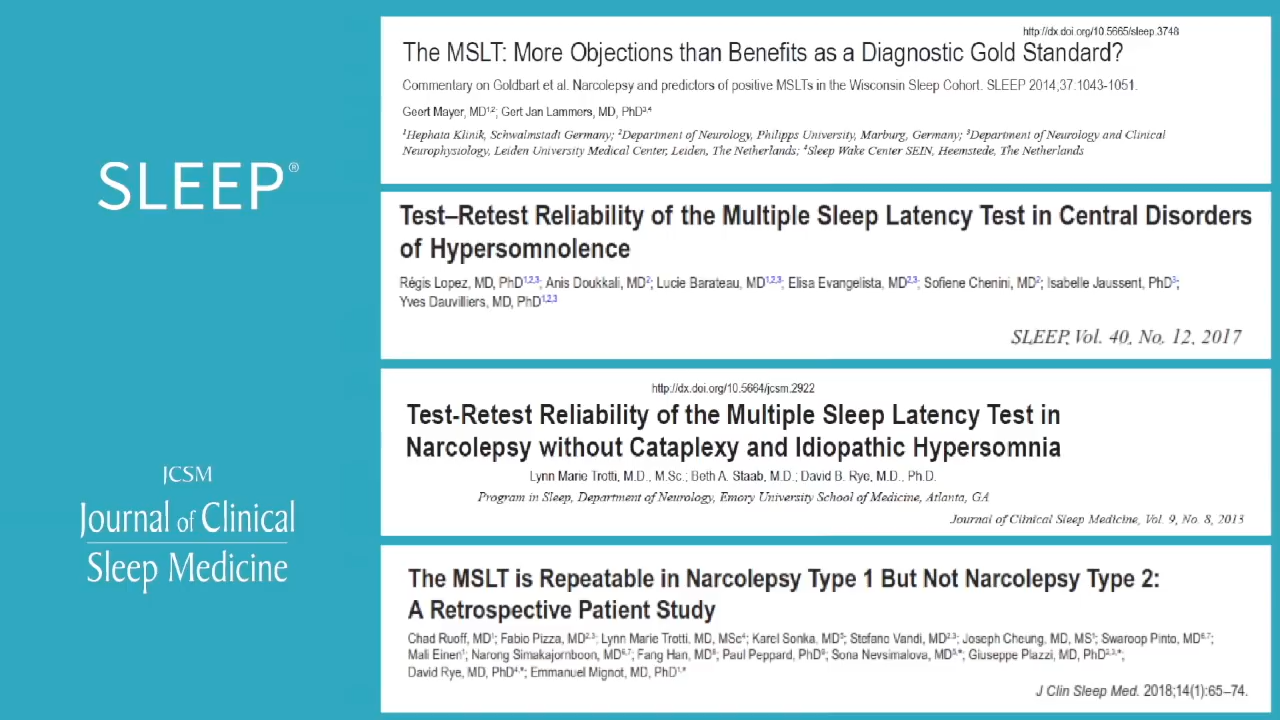 SLEEP®
JCSM
Journal of Clinical
Sleep Medicine
http://dx.doi.org/10.5665/sleep.3748
The MSLT: More Objections than Benefits as a Diagnostic Gold Standard?
Commentary on Goldbart et al. Narcolepsy and predictors of positive MSLTs in the Wisconsin Sleep Cohort. SLEEP 2014;37:1043-1051.
Geert Mayer, MD1,2; Gert Jan Lammers, MD, PhD3,4
1Hephata Klinik, Schwalmstadt Germany; 2Department of Neurology, Philipps University, Marburg, Germany; 3Department of Neurology and Clinical
Neurophysiology, Leiden University Medical Center, Leiden, The Netherlands; 4Sleep Wake Center SEIN, Heemstede, The Netherlands
Test–Retest Reliability of the Multiple Sleep Latency Test in Central Disorders
of Hypersomnolence
Régis Lopez, MD, PhD1,2,3; Anis Doukkali, MD2; Lucie Barateau, MD1,2,3; Elisa Evangelista, MD2,3; Sofiene Chenini, MD2; Isabelle Jaussent, PhD3;
Yves Dauvilliers, MD, PhD1,2,3
SLEEP, Vol. 40, No. 12, 2017
http://dx.doi.org/10.5664/jcsm.2922
Test-Retest Reliability of the Multiple Sleep Latency Test in
Narcolepsy without Cataplexy and Idiopathic Hypersomnia
Lynn Marie Trotti, M.D., M.Sc.; Beth A. Staab, M.D.; David B. Rye, M.D., Ph.D.
Program in Sleep, Department of Neurology, Emory University School of Medicine, Atlanta, GA
Journal of Clinical Sleep Medicine, Vol. 9, No. 8, 2013
The MSLT is Repeatable in Narcolepsy Type 1 But Not Narcolepsy Type 2:
A Retrospective Patient Study
Chad Ruoff, MD1; Fabio Pizza, MD2,3; Lynn Marie Trotti, MD, MSc4; Karel Sonka, MD5; Stefano Vandi, MD2,3; Joseph Cheung, MD, MS1; Swaroop Pinto, MD6,7;
Mali Einen1; Narong Simakajornboon, MD6,7; Fang Han, MD8; Paul Peppard, PhD9; Sona Nevsimalova, MD5,*; Giuseppe Plazzi, MD, PhD2,3,*;
David Rye, MD, PhD4,*; Emmanuel Mignot, MD, PhD1,*
J Clin Sleep Med. 2018;14(1):65–74.